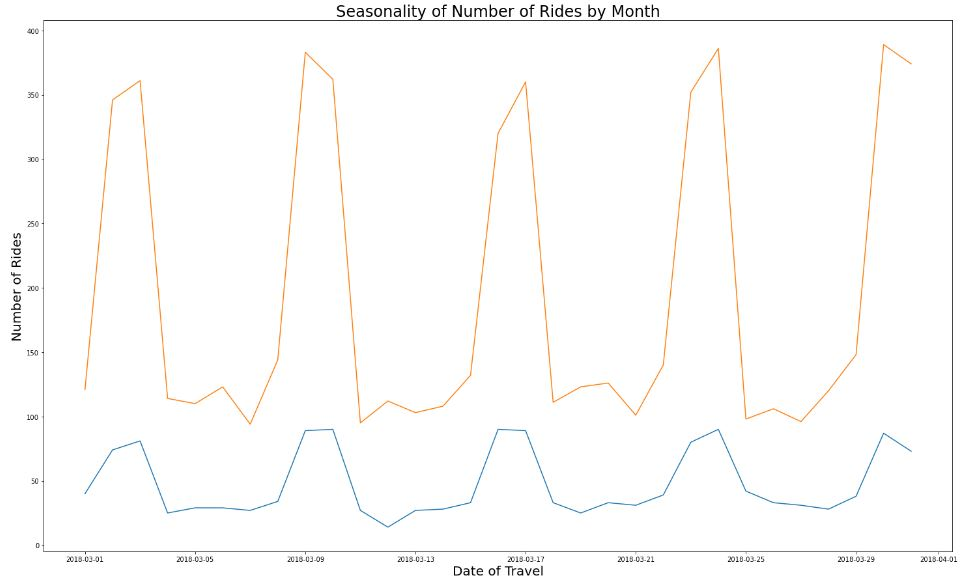 Seasonality of Number of Rides by Month
400
350
300
250
200
150
100
50
0
Number of Rides
2018-03-01 2018-03-05 2018-03-09 2018-03-13 2018-03-17 2018-03-21 2018-03-25 2018-03-29 2018-04-01
Date of Travel